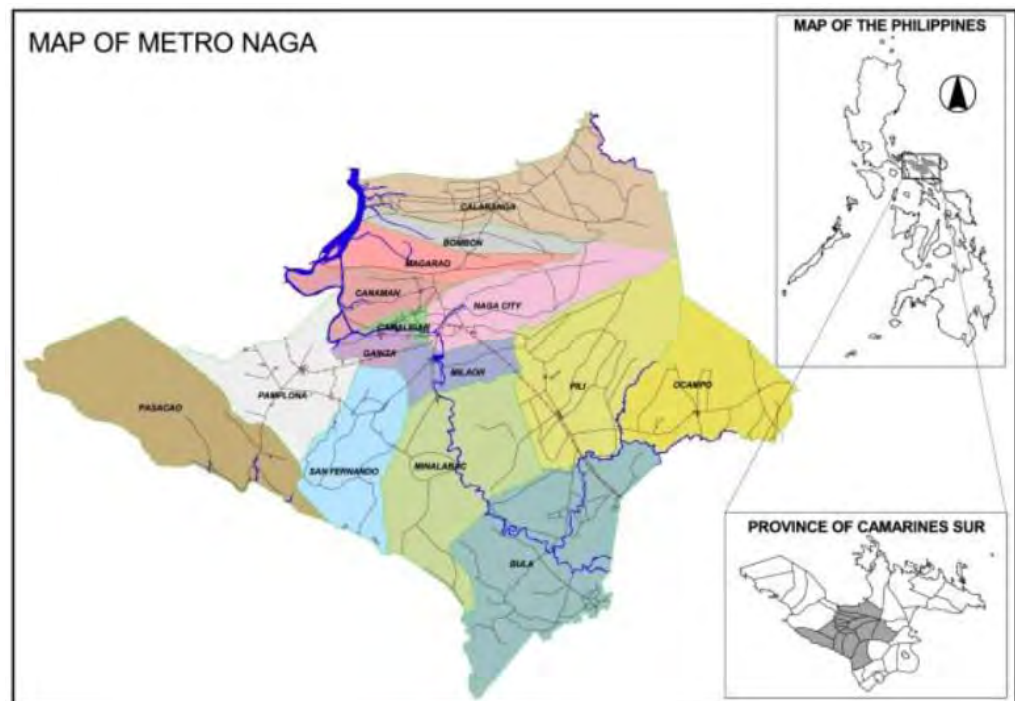 MAP OF METRO NAGA
MAP OF THE PHILIPPINES
CALABANGA
BOMBON
MAGARAO
CANAMAN
NAGA CITY
CAMALIGAN
GAINZA
MILAOR
PILI
OCAMPO
PAMPLONA
PASACAO
SAN FERNANDO
MINALABAC
BULA
PROVINCE OF CAMARINES SUR